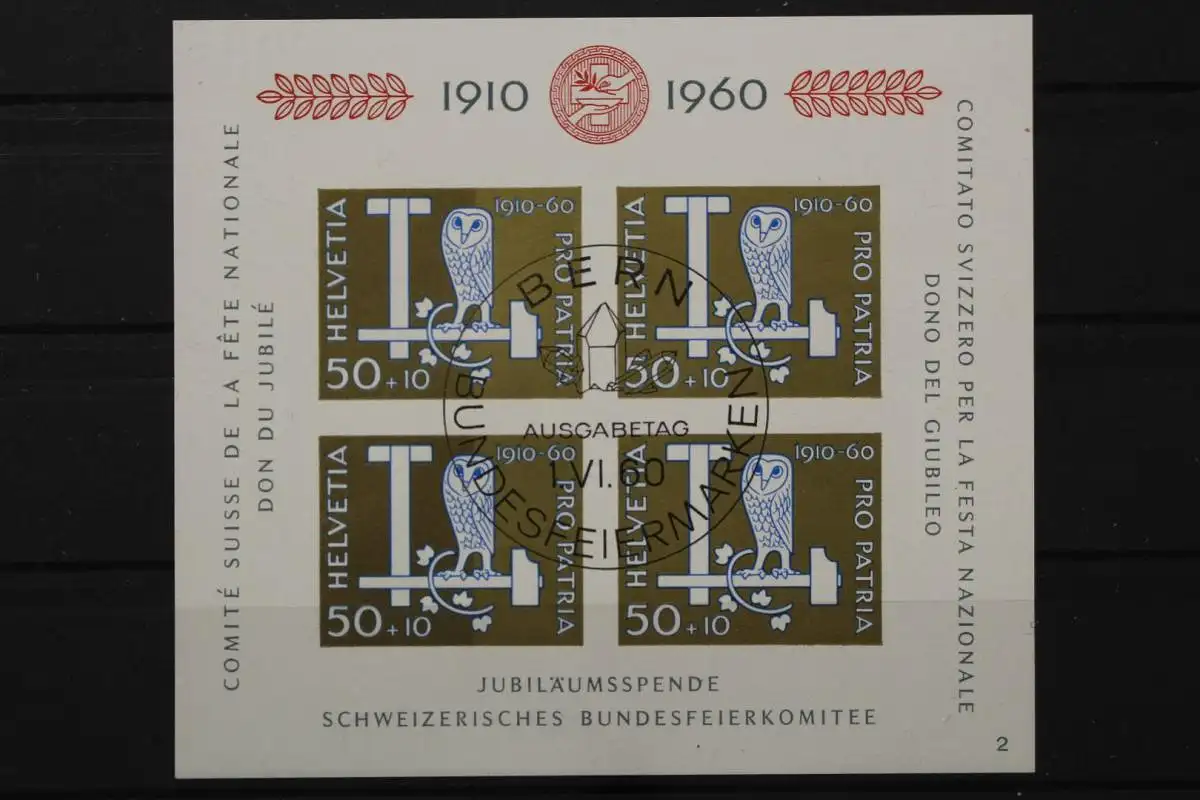 1910 1960
COMITÉ SUISSE DE LA FÊTE NATIONALE
DON DU JUBILÉ
HELVETIA
1910-60
PRO PATRIA
50+10
HELVETIA
1910-60
PRO PATRIA
50+10
COMITATO SVIZZERO PER LA FESTA NAZIONALE
DONO DEL GIUBILEO
BERN
AUSGABETAG
1.VI.60
BUNDESFEIERMARKEN
HELVETIA
1910-60
PRO PATRIA
50+10
HELVETIA
1910-60
PRO PATRIA
50+10
JUBILÄUMSSPENDE
SCHWEIZERISCHES BUNDESFEIERKOMITEE
2